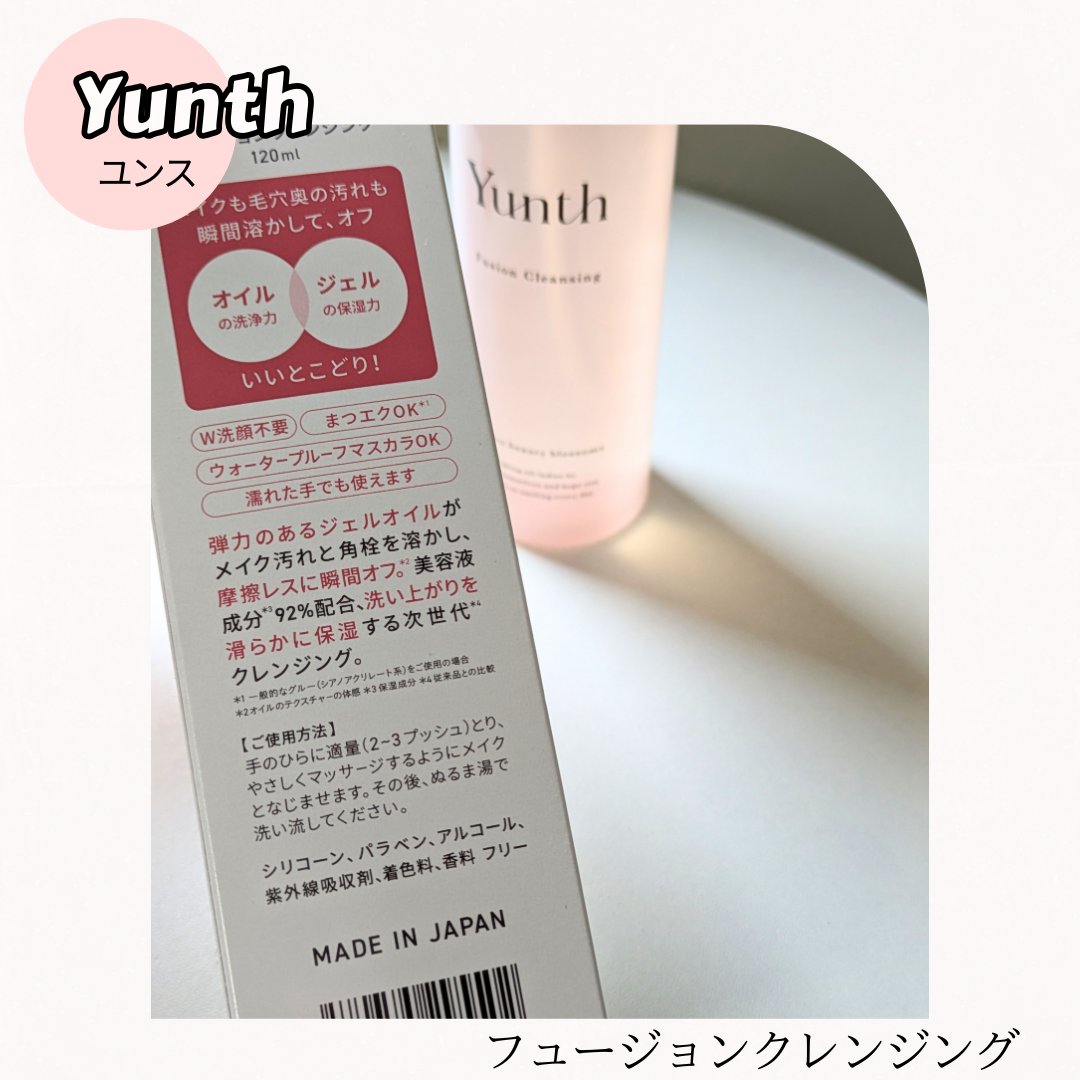 Yunth
ユンス
120ml
イクも毛穴奥の汚れも
瞬間溶かして、オフ
オイル
の洗浄力
ジェル
の保湿力
いいとこどり!
W洗顔不要
まつエクOK*1
ウォータープルーフマスカラOK
濡れた手でも使えます
弾力のあるジェルオイルが
メイク汚れと角栓を溶かし、
摩擦レスに瞬間オフ。*2美容液
成分*3 92%配合、洗い上がりを
滑らかに保湿する次世代*4
クレンジング。
*1 一般的なグルー(シアノアクリレート系)をご使用の場合
*2オイルのテクスチャーの体感 *3保湿成分 *4従来品との比較
【ご使用方法】
手のひらに適量(2~3プッシュ)とり、
やさしくマッサージするようにメイク
となじませます。その後、ぬるま湯で
洗い流してください。
シリコーン、パラベン、アルコール、
紫外線吸収剤、着色料、香料 フリー
MADE IN JAPAN
Yunth
Fusion Cleansing
フュージョンクレンジング